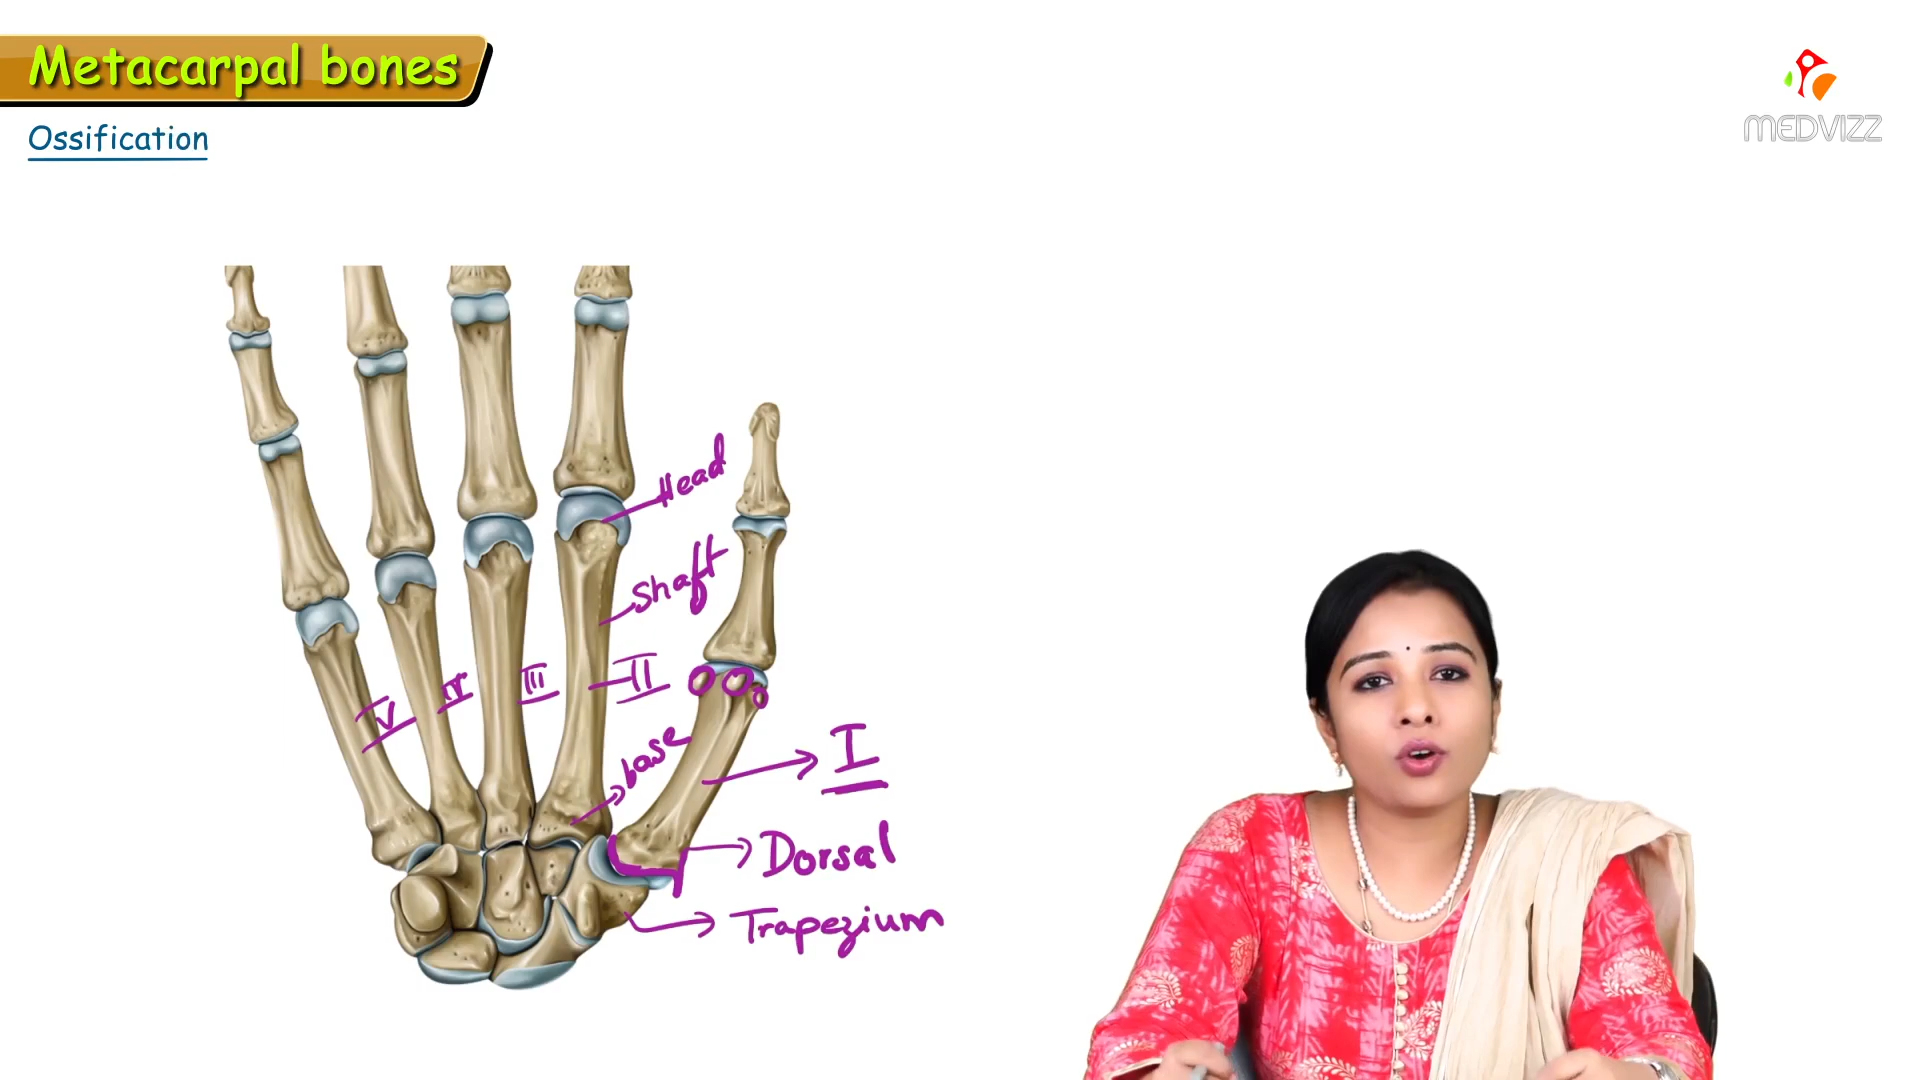 Metacarpal bones
MEDVIZZ
Ossification
Head
Shaft
II
III
IV
V
base
I
Dorsal
Trapezium